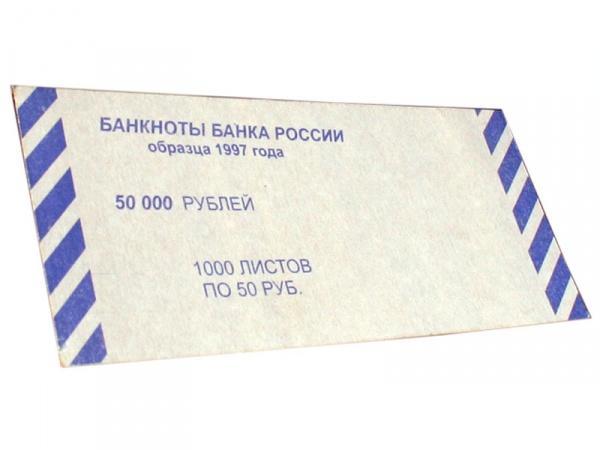 БАНКНОТЫ БАНКА РОССИИ
образца 1997 года
50 000 РУБЛЕЙ
1000 ЛИСТОВ
ПО 50 РУБ.